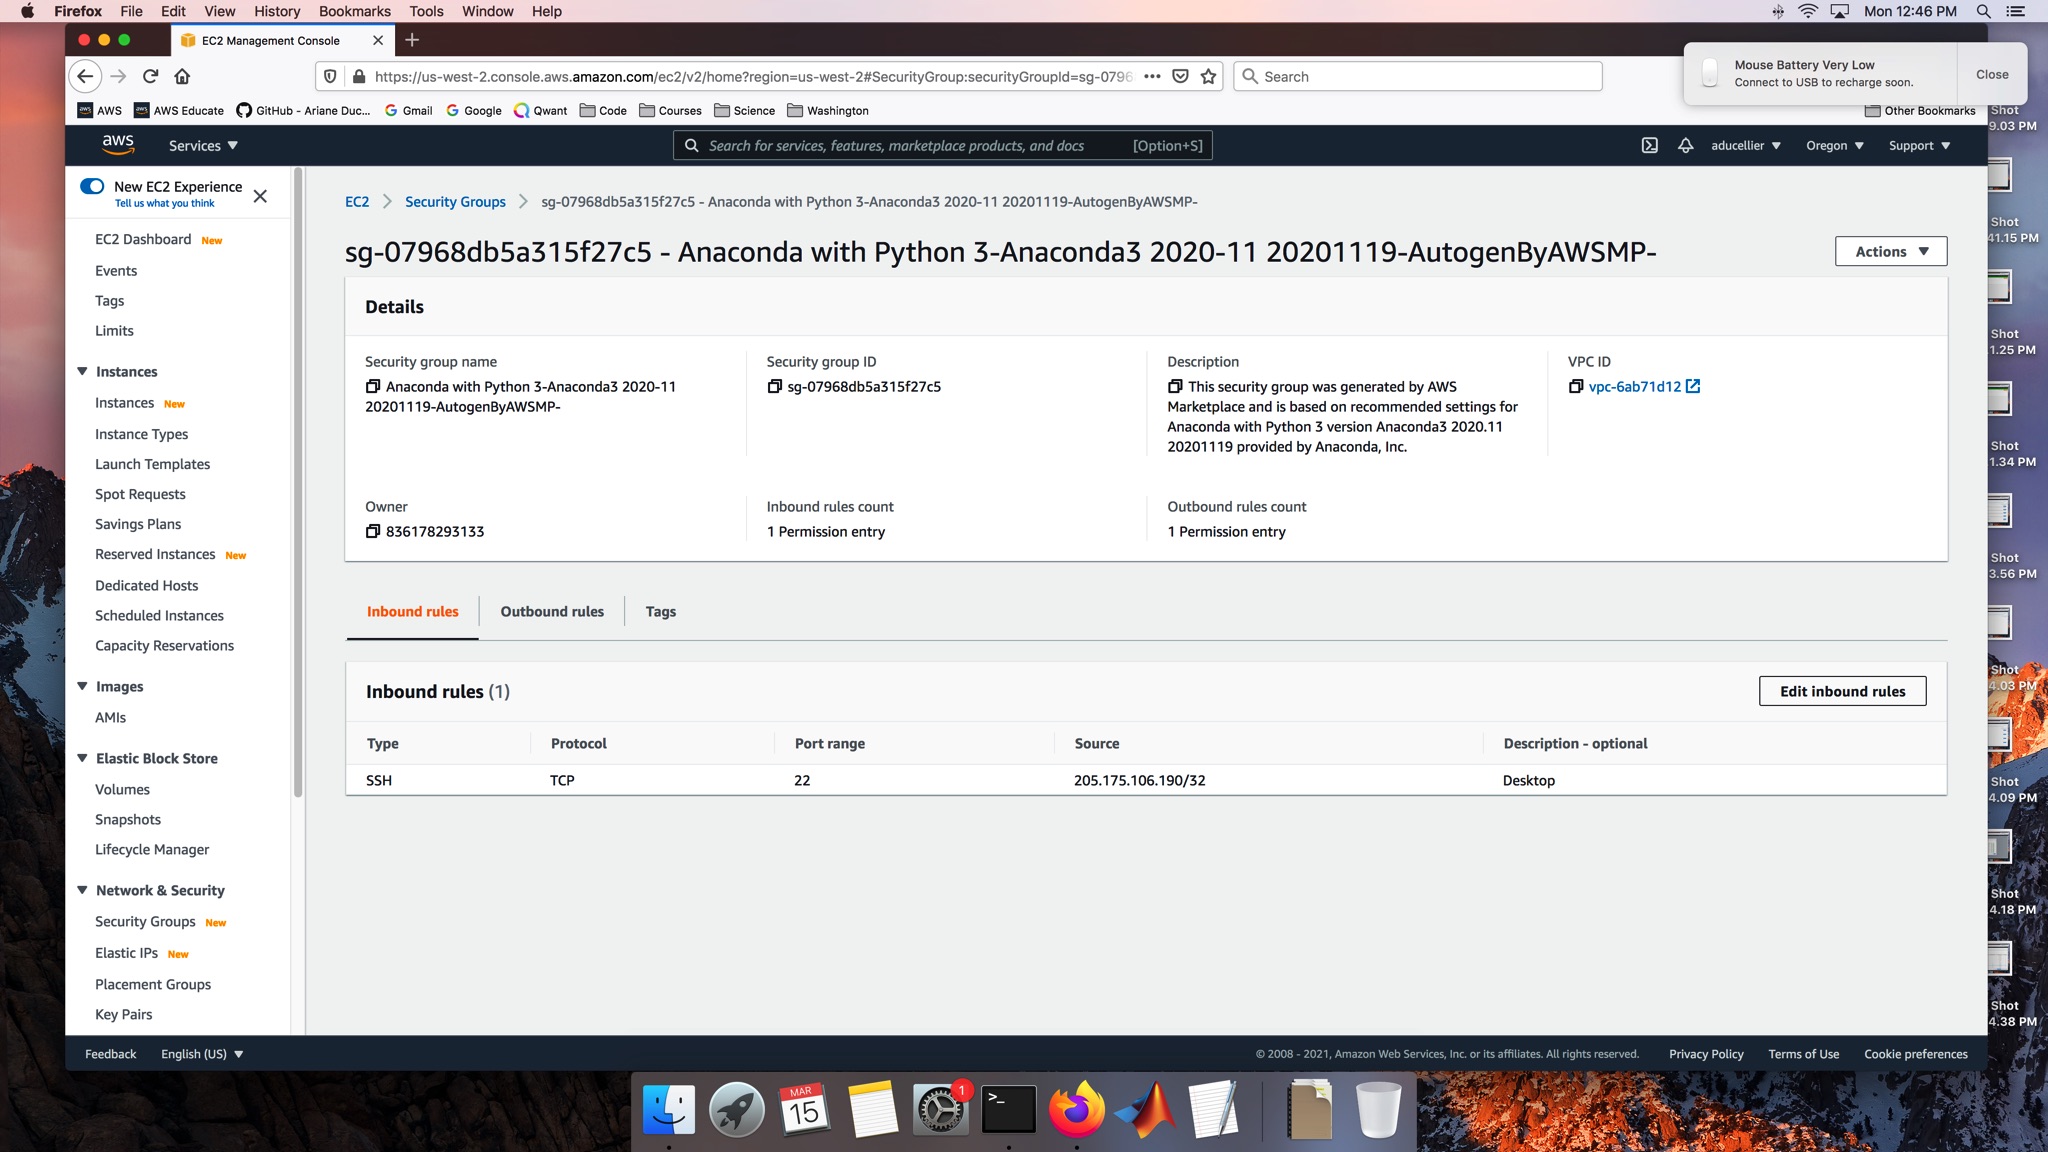 Firefox File Edit View History Bookmarks Tools Window Help Mon 12:46 PM
EC2 Management Console
https://us-west-2.console.aws.amazon.com/ec2/v2/home?region=us-west-2#SecurityGroup:securityGroupId=sg-0796
Search
Mouse Battery Very Low
Connect to USB to recharge soon.
Close
AWS AWS Educate GitHub - Ariane Duc... Gmail Google Qwant Code Courses Science Washington Other Bookmarks
aws Services Search for services, features, marketplace products, and docs [Option+S] aducellier Oregon Support
New EC2 Experience
Tell us what you think
EC2 Dashboard New
Events
Tags
Limits
Instances
Instances New
Instance Types
Launch Templates
Spot Requests
Savings Plans
Reserved Instances New
Dedicated Hosts
Scheduled Instances
Capacity Reservations
Images
AMIs
Elastic Block Store
Volumes
Snapshots
Lifecycle Manager
Network & Security
Security Groups New
Elastic IPs New
Placement Groups
Key Pairs
EC2 Security Groups sg-07968db5a315f27c5 - Anaconda with Python 3-Anaconda3 2020-11 20201119-AutogenByAWSMP-
sg-07968db5a315f27c5 - Anaconda with Python 3-Anaconda3 2020-11 20201119-AutogenByAWSMP-
Actions
Details
Security group name
Anaconda with Python 3-Anaconda3 2020-11
20201119-AutogenByAWSMP-
Security group ID
sg-07968db5a315f27c5
Description
This security group was generated by AWS
Marketplace and is based on recommended settings for
Anaconda with Python 3 version Anaconda3 2020.11
20201119 provided by Anaconda, Inc.
VPC ID
vpc-6ab71d12
Owner
836178293133
Inbound rules count
1 Permission entry
Outbound rules count
1 Permission entry
Inbound rules Outbound rules Tags
Inbound rules (1)
Edit inbound rules
Type Protocol Port range Source Description - optional
SSH TCP 22 205.175.106.190/32 Desktop
Feedback English (US) © 2008 - 2021, Amazon Web Services, Inc. or its affiliates. All rights reserved. Privacy Policy Terms of Use Cookie preferences
Shot
9.03 PM
Shot
41.15 PM
Shot
1.25 PM
Shot
1.34 PM
Shot
3.56 PM
Shot
4.03 PM
Shot
4.09 PM
Shot
4.18 PM
Shot
4.38 PM
MAR
15
1
>_